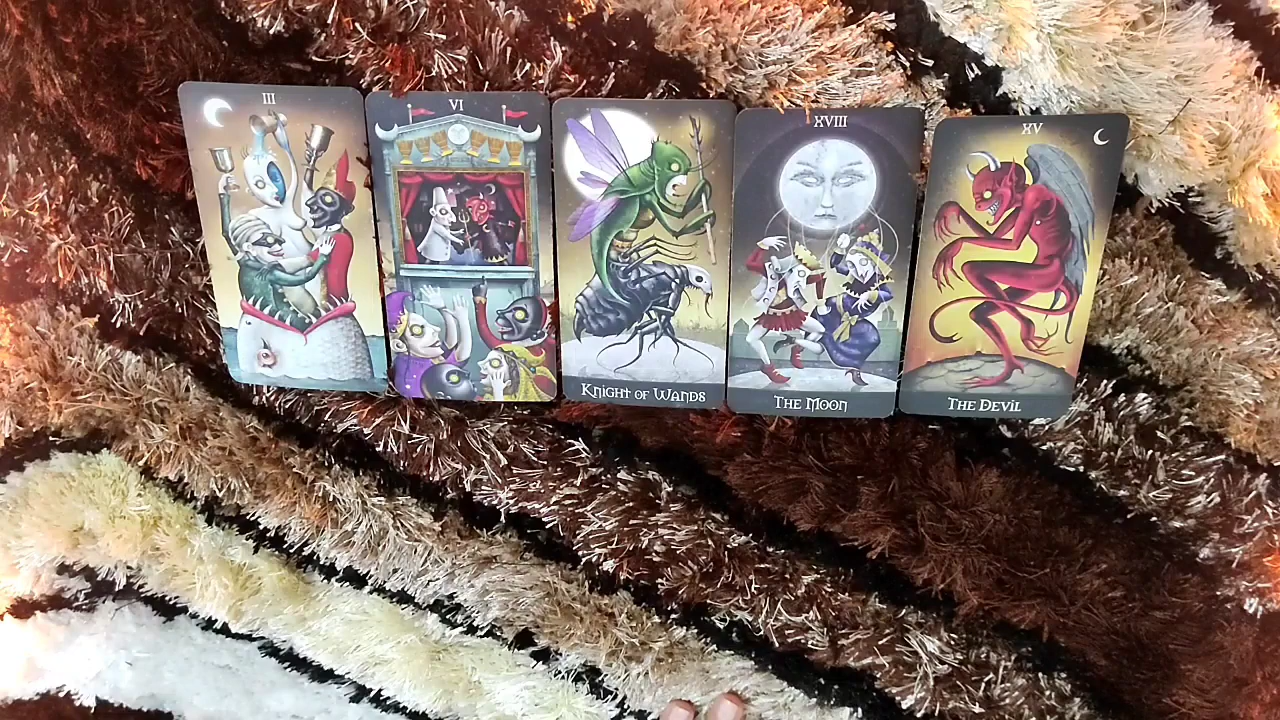 III
VI
XVIII
XV
Knight of Wands
The Moon
The Devil